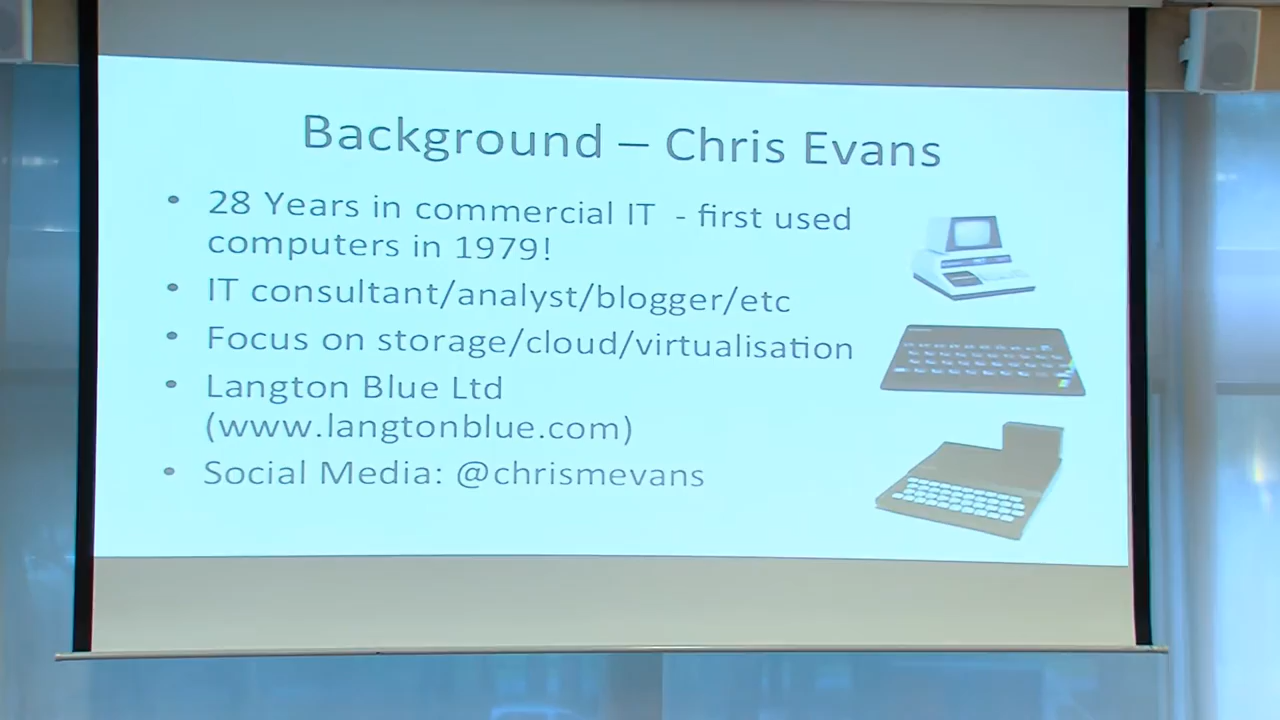 Background – Chris Evans
• 28 Years in commercial IT - first used
computers in 1979!
• IT consultant/analyst/blogger/etc
• Focus on storage/cloud/virtualisation
• Langton Blue Ltd
(www.langtonblue.com)
• Social Media: @chrismevans